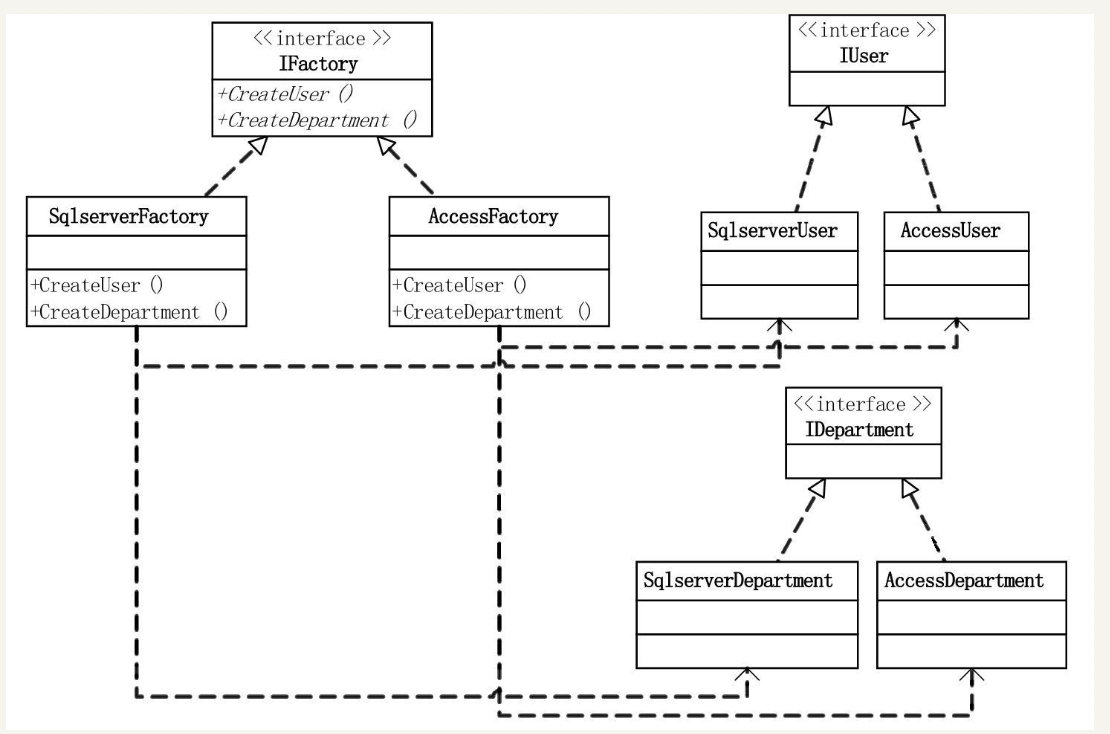 <<interface>>
IFactory
+CreateUser()
+CreateDepartment ()
SqlserverFactory
+CreateUser()
+CreateDepartment ()
AccessFactory
+CreateUser()
+CreateDepartment ()
<<interface>>
IUser
SqlserverUser
AccessUser
<<interface>>
IDepartment
SqlserverDepartment
AccessDepartment